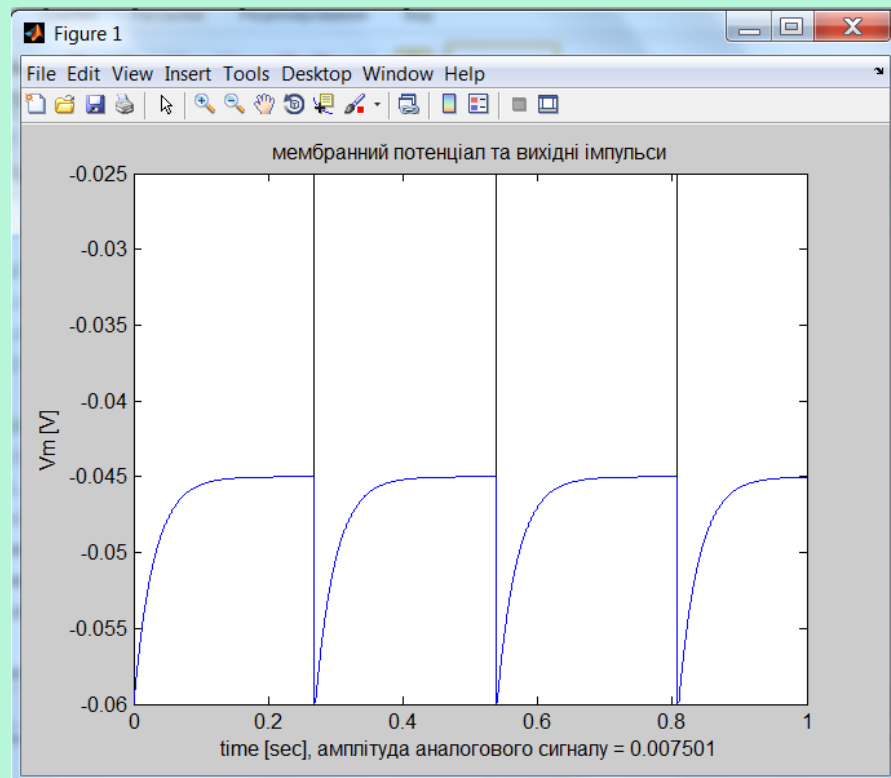 Figure 1
File Edit View Insert Tools Desktop Window Help
мембранний потенціал та вихідні імпульси
-0.025
-0.03
-0.035
-0.04
-0.045
-0.05
-0.055
-0.06
Vm [V]
0 0.2 0.4 0.6 0.8 1
time [sec], амплітуда аналогового сигналу = 0.007501